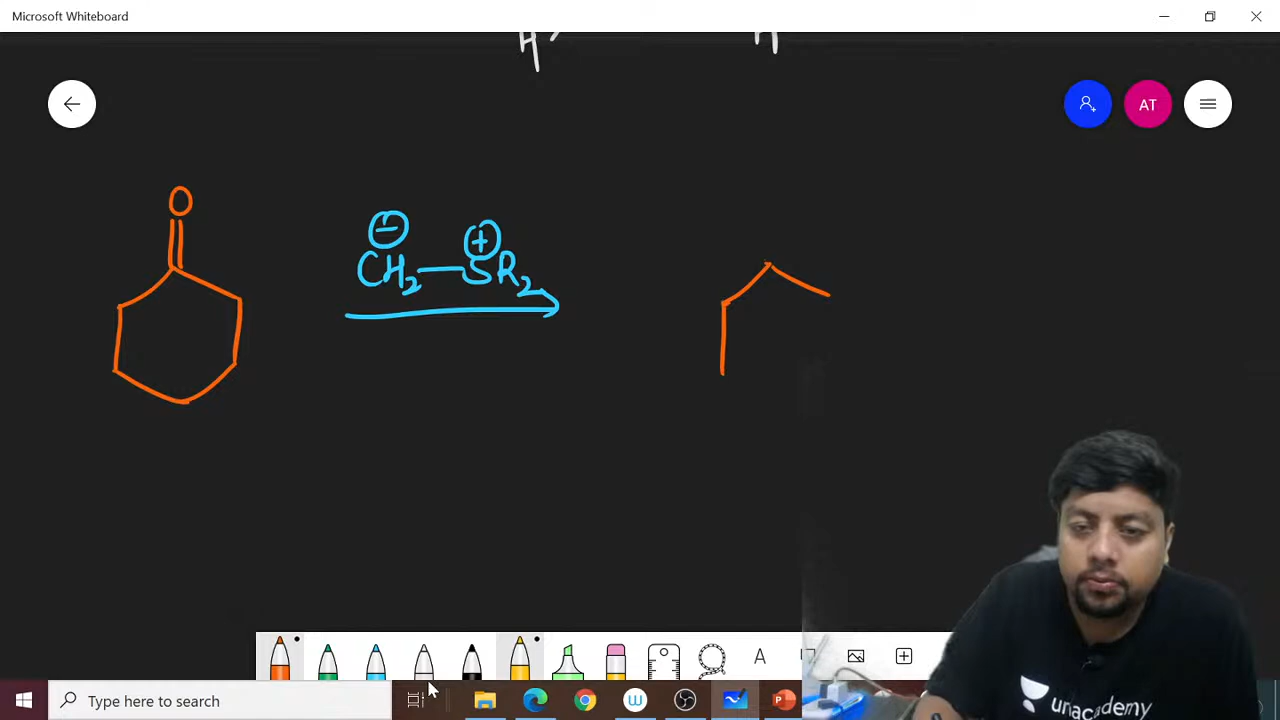 Microsoft Whiteboard
AT
O
⊖ ⊕
CH₂—SR₂
A
Type here to search
unacademy